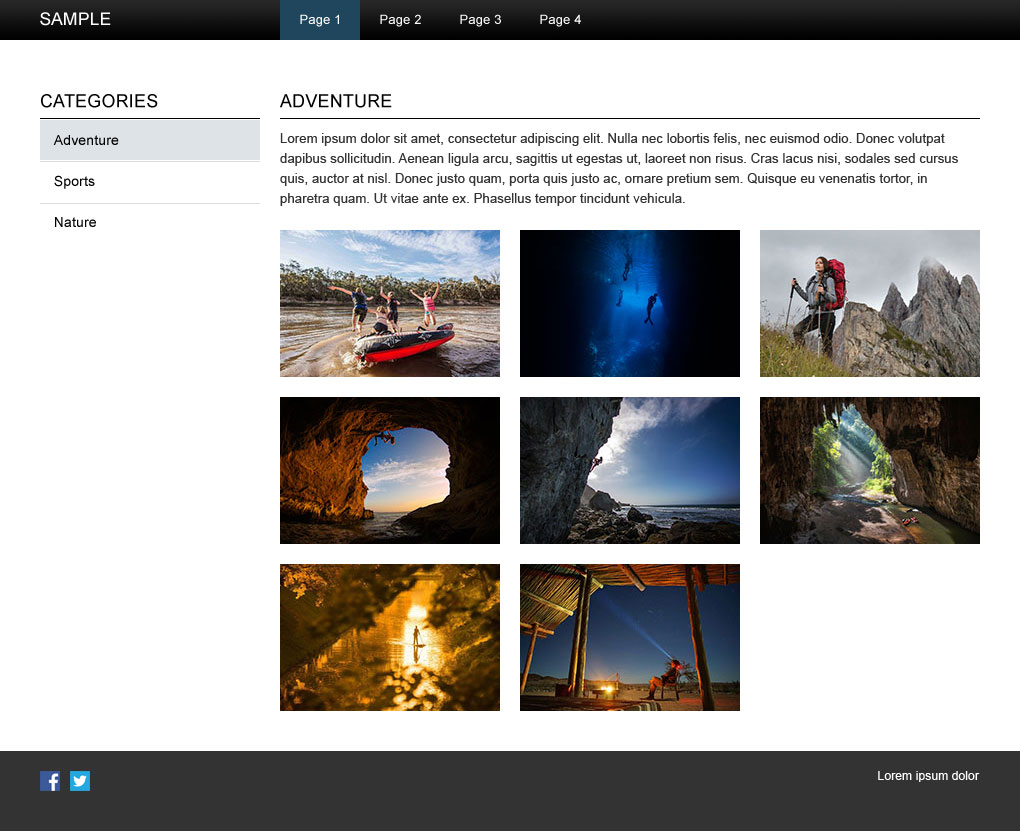 SAMPLE
Page 1
Page 2
Page 3
Page 4
CATEGORIES
Adventure
Sports
Nature
ADVENTURE
Lorem ipsum dolor sit amet, consectetur adipiscing elit. Nulla nec lobortis felis, nec euismod odio. Donec volutpat
dapibus sollicitudin. Aenean ligula arcu, sagittis ut egestas ut, laoreet non risus. Cras lacus nisi, sodales sed cursus
quis, auctor at nisl. Donec justo quam, porta quis justo ac, ornare pretium sem. Quisque eu venenatis tortor, in
pharetra quam. Ut vitae ante ex. Phasellus tempor tincidunt vehicula.
Lorem ipsum dolor